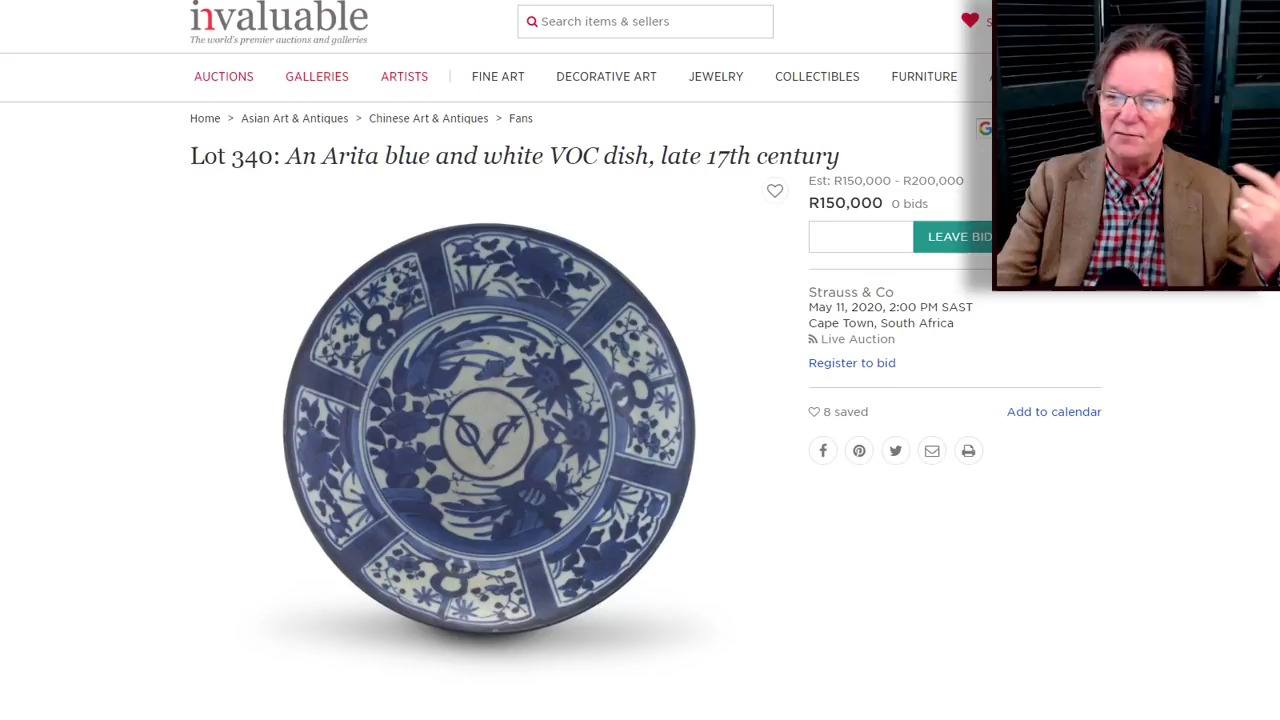 invaluable
The world's premier auctions and galleries
Search items & sellers
S
AUCTIONS GALLERIES ARTISTS FINE ART DECORATIVE ART JEWELRY COLLECTIBLES FURNITURE
Home > Asian Art & Antiques > Chinese Art & Antiques > Fans
G
Lot 340: An Arita blue and white VOC dish, late 17th century
Est: R150,000 - R200,000
R150,000 0 bids
LEAVE BID
Strauss & Co
May 11, 2020, 2:00 PM SAST
Cape Town, South Africa
Live Auction
Register to bid
8 saved
Add to calendar
VOC